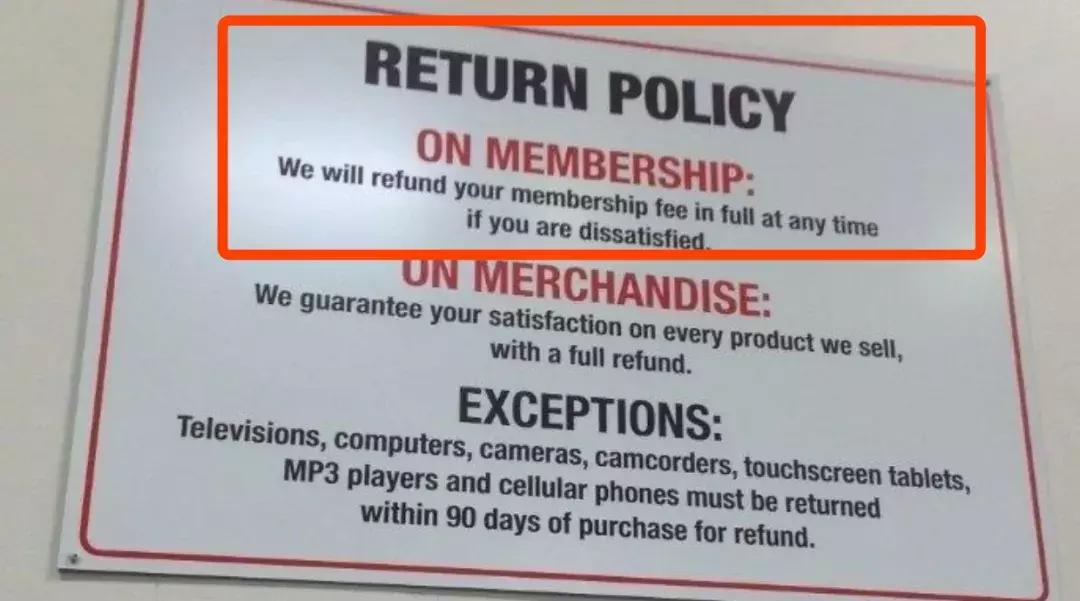 RETURN POLICY
ON MEMBERSHIP:
We will refund your membership fee in full at any time
if you are dissatisfied.
ON MERCHANDISE:
We guarantee your satisfaction on every product we sell,
with a full refund.
EXCEPTIONS:
Televisions, computers, cameras, camcorders, touchscreen tablets,
MP3 players and cellular phones must be returned
within 90 days of purchase for refund.